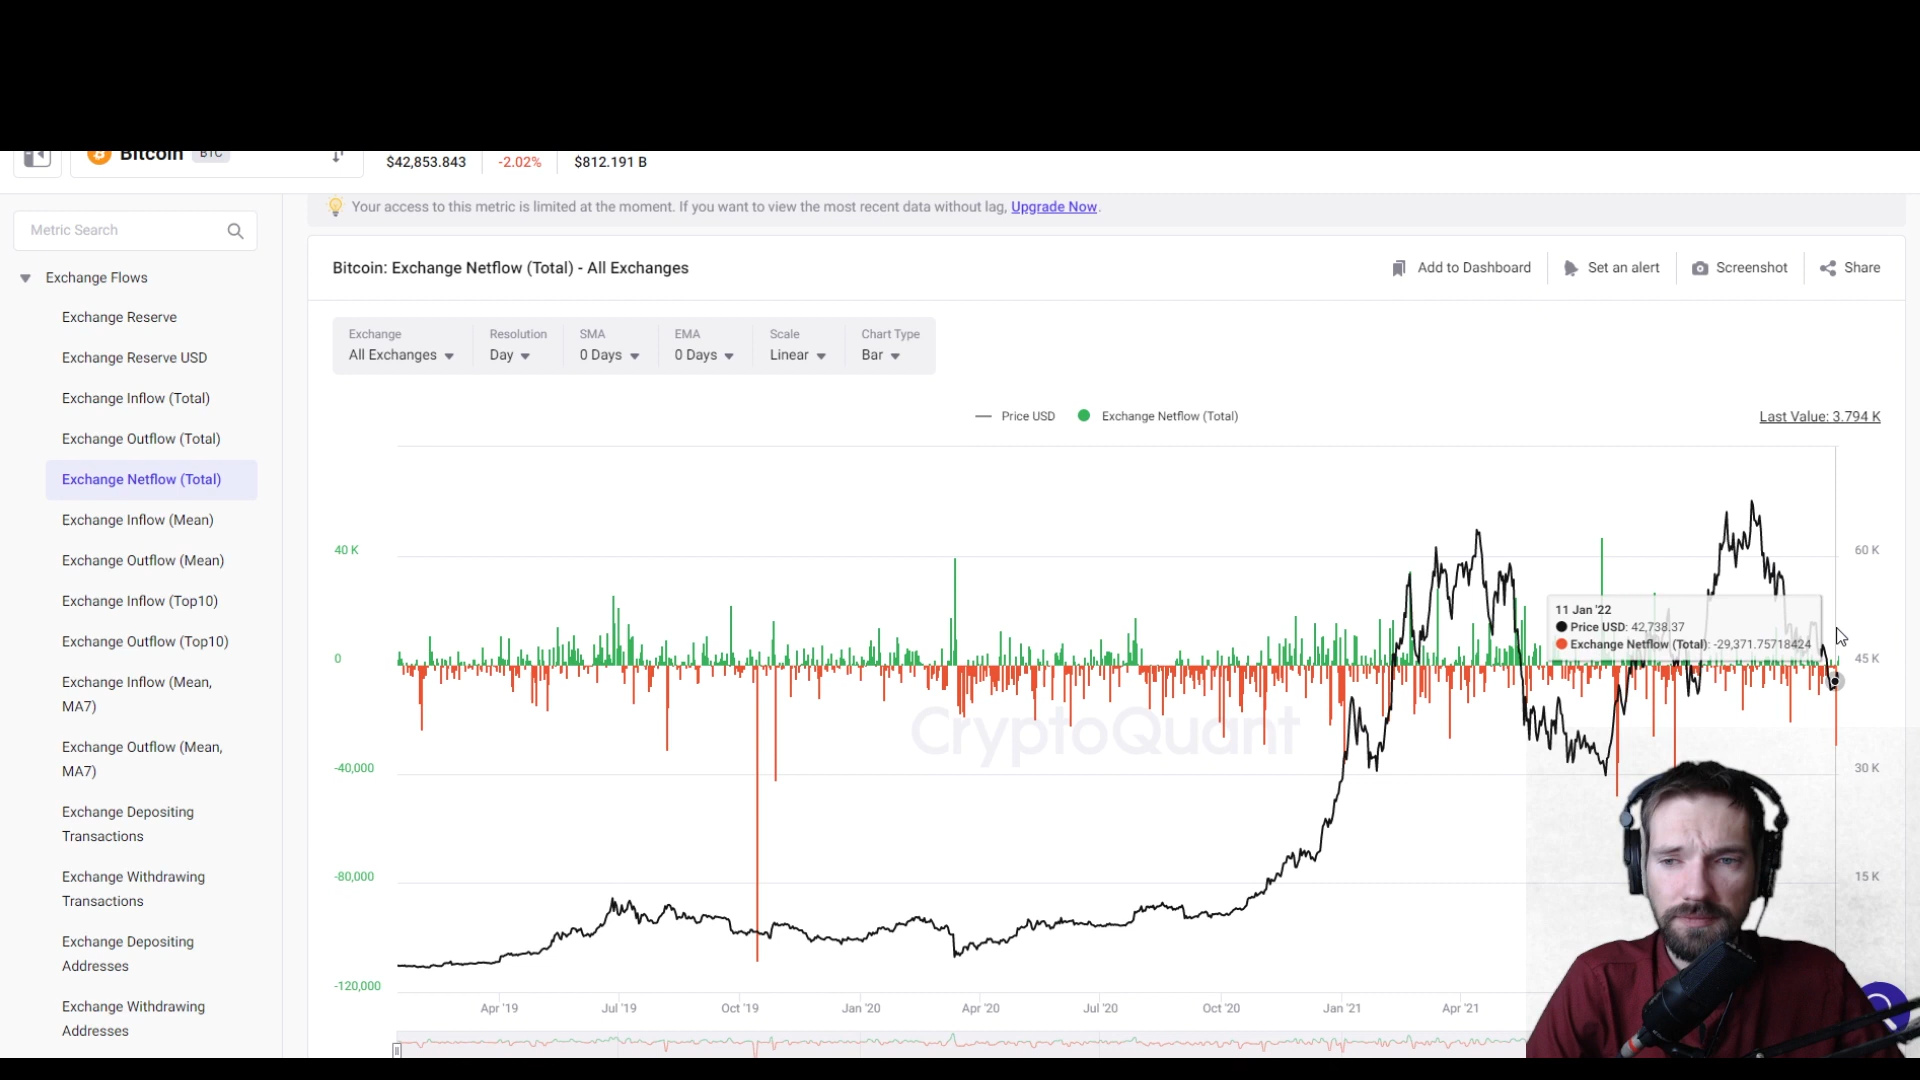 Bitcoin BTC
$42,853.843 -2.02% $812.191 B
Metric Search
Your access to this metric is limited at the moment. If you want to view the most recent data without lag, Upgrade Now.
Exchange Flows
Exchange Reserve
Exchange Reserve USD
Exchange Inflow (Total)
Exchange Outflow (Total)
Exchange Netflow (Total)
Exchange Inflow (Mean)
Exchange Outflow (Mean)
Exchange Inflow (Top10)
Exchange Outflow (Top10)
Exchange Inflow (Mean,
MA7)
Exchange Outflow (Mean,
MA7)
Exchange Depositing
Transactions
Exchange Withdrawing
Transactions
Exchange Depositing
Addresses
Exchange Withdrawing
Addresses
Bitcoin: Exchange Netflow (Total) - All Exchanges
Add to Dashboard
Set an alert
Screenshot
Share
Exchange Resolution SMA EMA Scale Chart Type
All Exchanges Day 0 Days 0 Days Linear Bar
Price USD Exchange Netflow (Total)
Last Value: 3.794 K
40 K
0
-40,000
-80,000
-120,000
60 K
45 K
30 K
15 K
11 Jan '22
Price USD: 42,738.37
Exchange Netflow (Total): -29,371.75718424
CryptoQuant
Apr '19 Jul '19 Oct '19 Jan '20 Apr '20 Jul '20 Oct '20 Jan '21 Apr '21